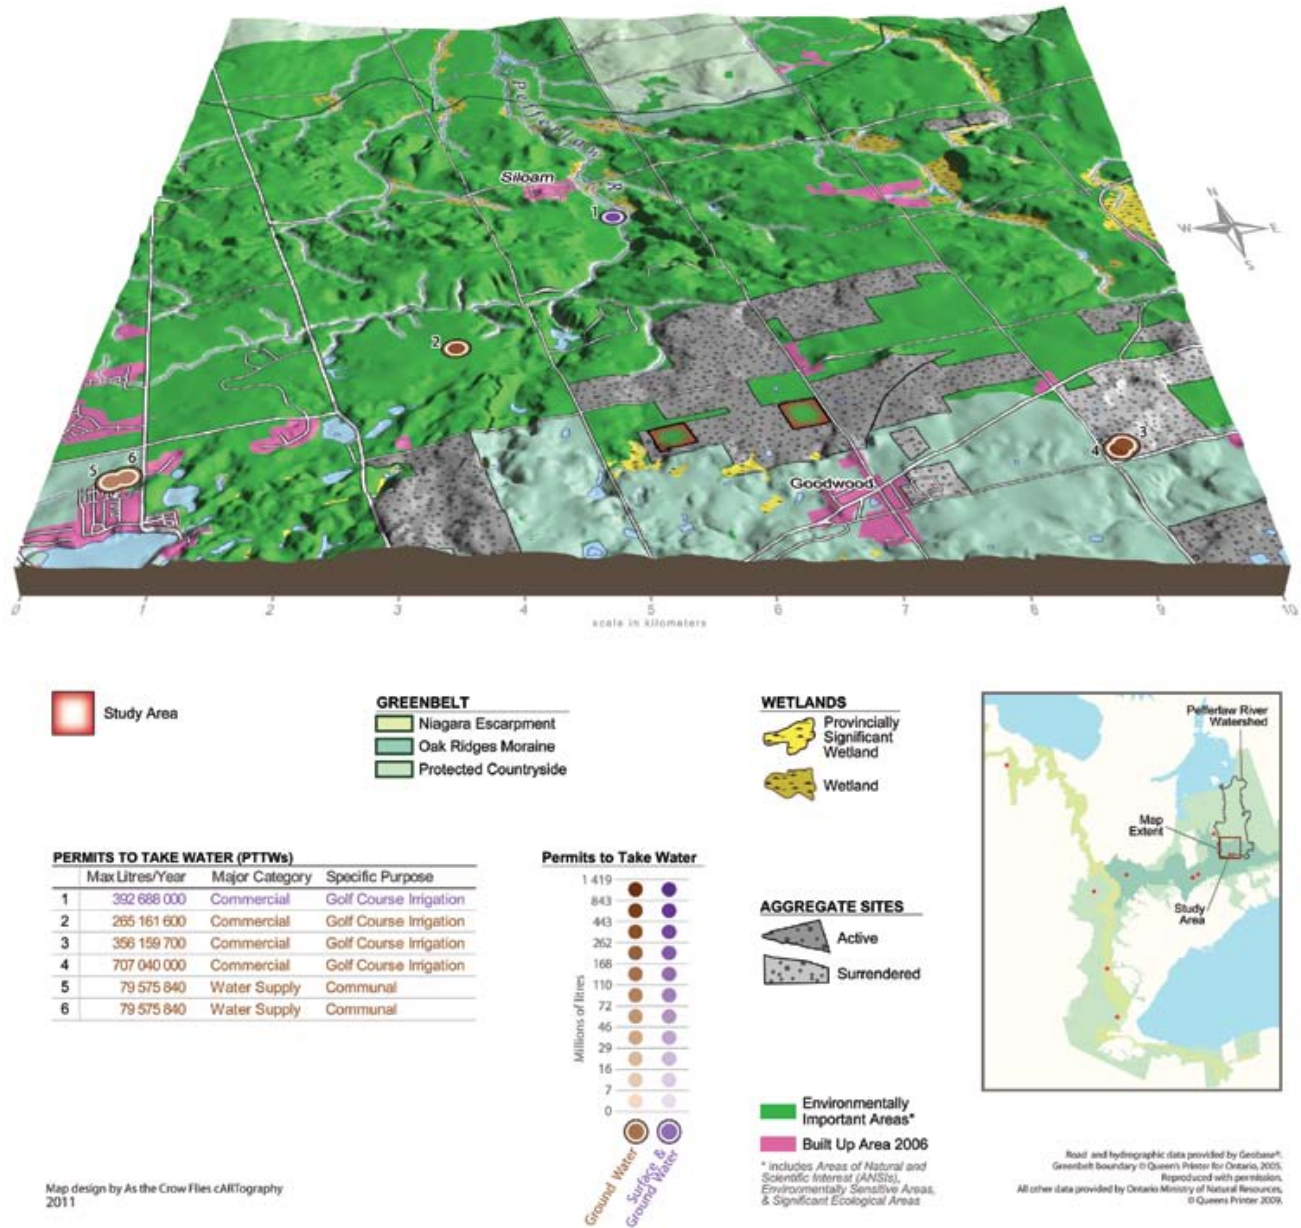 Pefferlaw
R
Siloam
1
2
N
W
E
S
3
4
5
6
Goodwood
0 1 2 3 4 5 6 7 8 9 10
scale in kilometers
Study Area
GREENBELT
Niagara Escarpment
Oak Ridges Moraine
Protected Countryside
WETLANDS
Provincially
Significant
Wetland
Wetland
PERMITS TO TAKE WATER (PTTWs)
Max Litres/Year Major Category Specific Purpose
1 392 688 000 Commercial Golf Course Irrigation
2 265 161 600 Commercial Golf Course Irrigation
3 356 159 700 Commercial Golf Course Irrigation
4 707 040 000 Commercial Golf Course Irrigation
5 79 575 840 Water Supply Communal
6 79 575 840 Water Supply Communal
Permits to Take Water
Millions of litres
1 419
843
443
262
168
110
72
46
29
16
7
0
Ground Water
Surface &
Ground Water
AGGREGATE SITES
Active
Surrendered
Environmentally
Important Areas*
Built Up Area 2006
* includes Areas of Natural and
Scientific Interest (ANSIs),
Environmentally Sensitive Areas,
& Significant Ecological Areas
Pefferlaw River
Watershed
Map
Extent
Study
Area
Map design by As the Crow Flies cARTography
2011
Road and hydrographic data provided by Geobase®.
Greenbelt boundary © Queen's Printer for Ontario, 2005.
Reproduced with permission.
All other data provided by Ontario Ministry of Natural Resources,
© Queens Printer 2009.